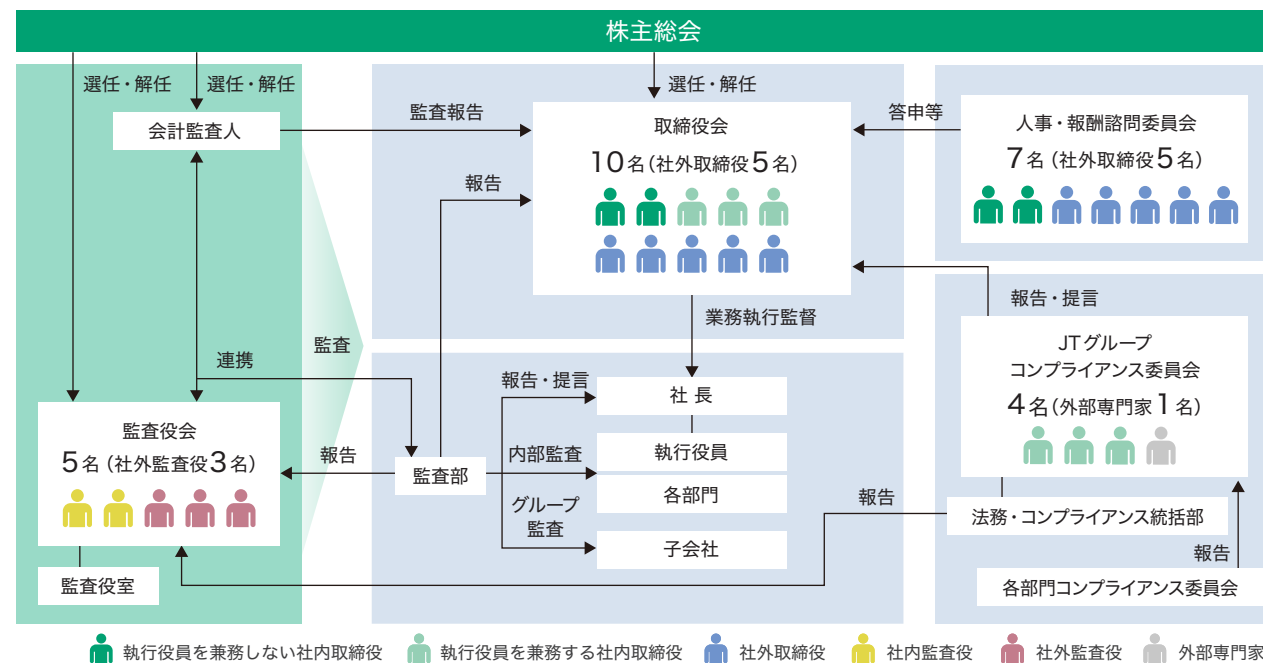 株主総会
選任・解任
選任・解任
選任・解任
会計監査人
監査報告
取締役会
10名(社外取締役5名)
答申等
人事・報酬諮問委員会
7名(社外取締役5名)
報告
業務執行監督
報告・提言
JTグループ
コンプライアンス委員会
4名(外部専門家1名)
監査
連携
監査役会
5名(社外監査役3名)
報告
監査部
報告・提言
内部監査
グループ
監査
社長
執行役員
各部門
子会社
報告
法務・コンプライアンス統括部
報告
各部門コンプライアンス委員会
監査役室
執行役員を兼務しない社内取締役
執行役員を兼務する社内取締役
社外取締役
社内監査役
社外監査役
外部専門家